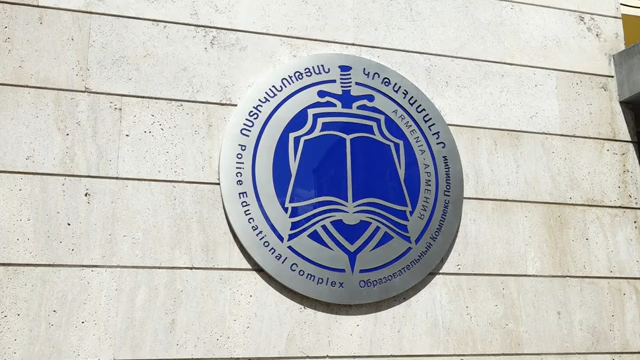 ՈՍՏԻԿԱՆՈՒԹՅԱՆ ԿՐԹԱՀԱՄԱԼԻՐ
ARMENIA-АРМЕНИЯ
Police Educational Complex
Образовательный Комплекс Полиции